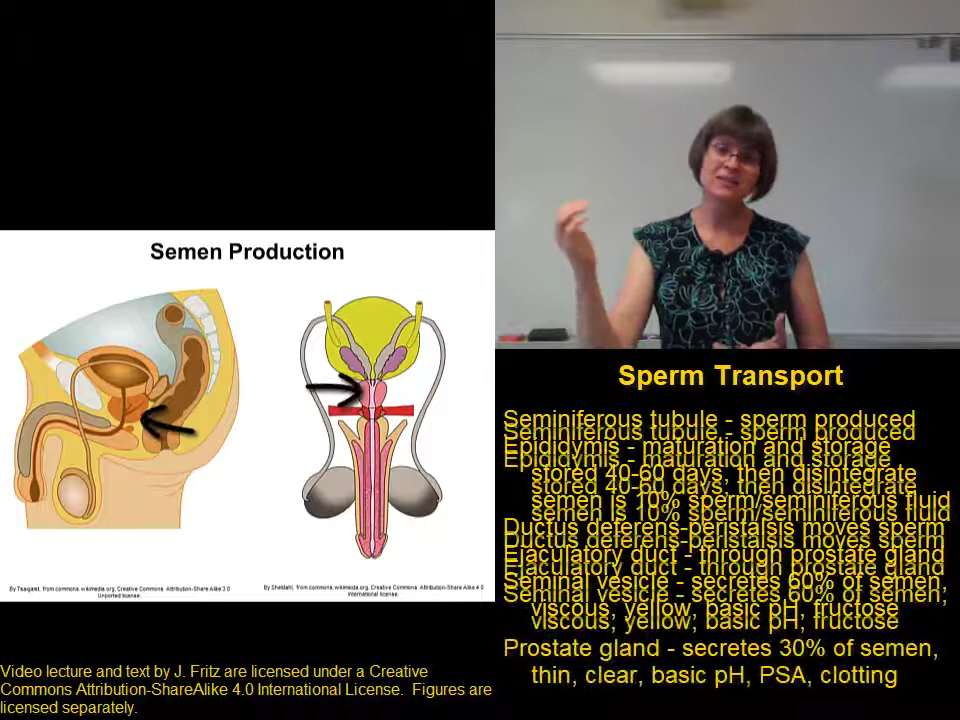 Semen Production
By Tsagaist, from commons.wikimedia.org, Creative Commons Attribution-Share Alike 3.0
Unported license.
By Sheldahl, from commons.wikimedia.org, Creative Commons Attribution-Share Alike 4.0
International license.
Video lecture and text by J. Fritz are licensed under a Creative
Commons Attribution-ShareAlike 4.0 International License. Figures are
licensed separately.
Sperm Transport
Seminiferous tubule - sperm produced
Epididymis - maturation and storage
stored 40-60 days, then disintegrate
semen is 10% sperm/seminiferous fluid
Ductus deferens-peristalsis moves sperm
Ejaculatory duct - through prostate gland
Seminal vesicle - secretes 60% of semen,
viscous, yellow, basic pH, fructose
Prostate gland - secretes 30% of semen,
thin, clear, basic pH, PSA, clotting